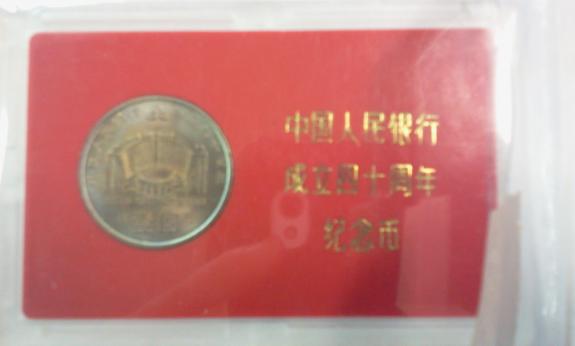 中国人民银行
成立四十周年
纪念币